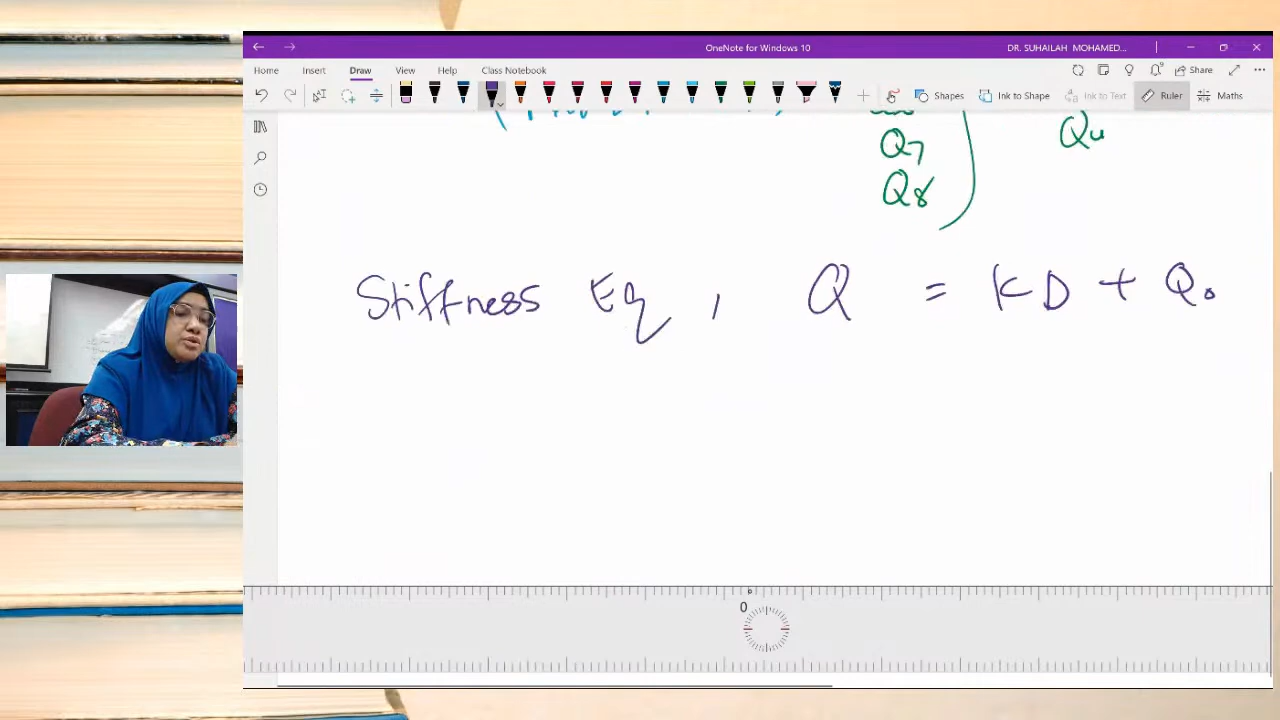 OneNote for Windows 10
DR. SUHAILAH MOHAMED...
Home Insert Draw View Help Class Notebook Share
Shapes Ink to Shape Ink to Text Ruler Maths
Q4
Q7
Q8
Stiffness Eq, Q = KD + Q0
0